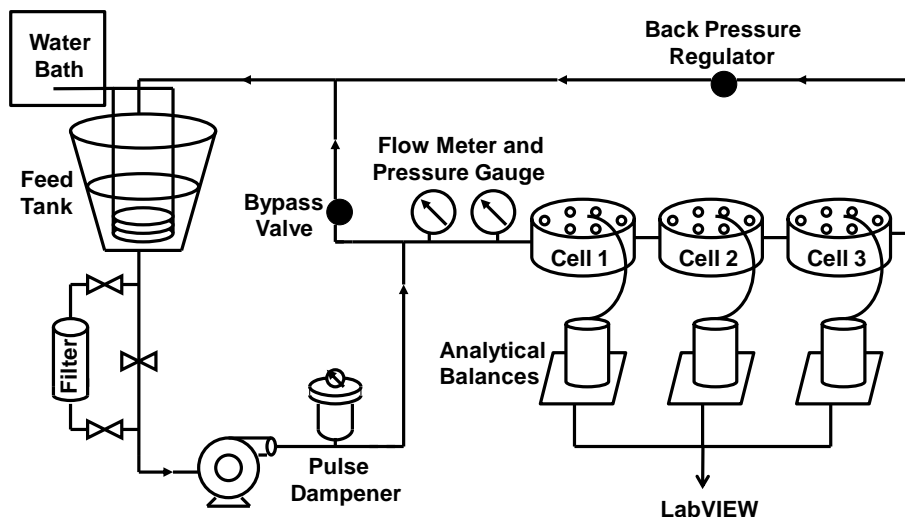 Water
Bath
Back Pressure
Regulator
Feed
Tank
Flow Meter and
Pressure Gauge
Bypass
Valve
Cell 1
Cell 2
Cell 3
Filter
Analytical
Balances
Pulse
Dampener
LabVIEW